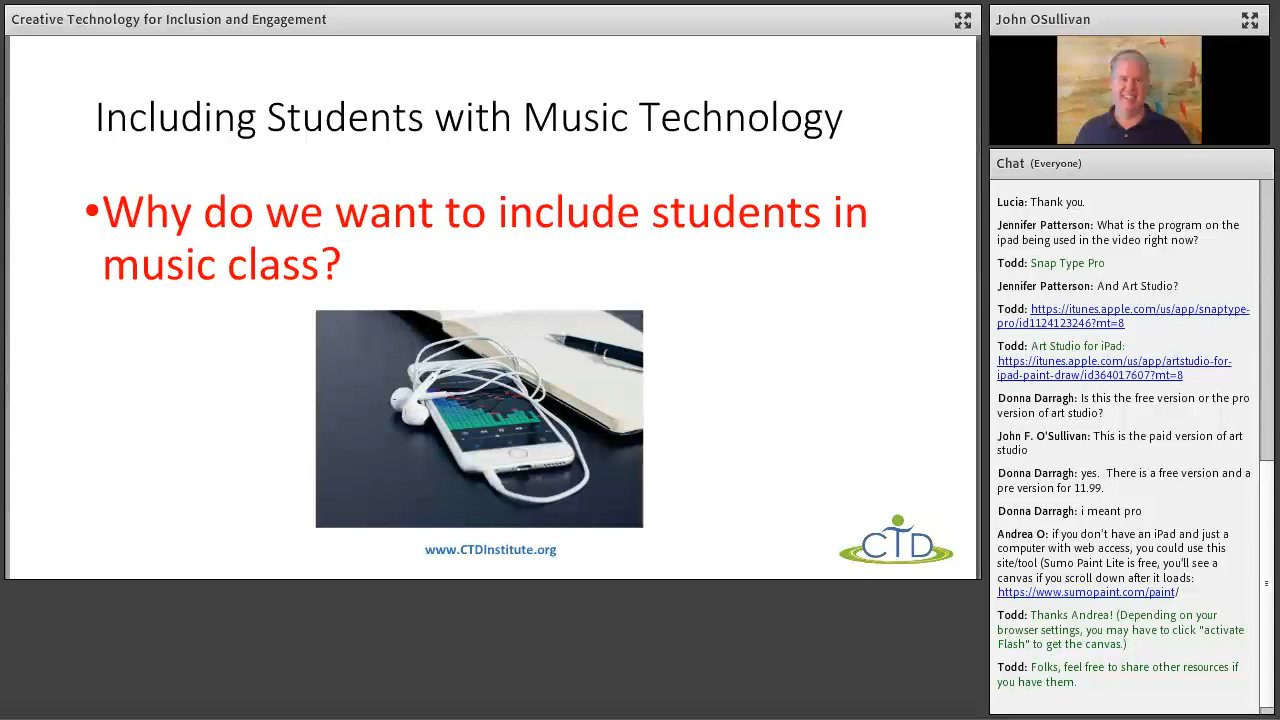 Creative Technology for Inclusion and Engagement
Including Students with Music Technology
•Why do we want to include students in
music class?
www.CTDInstitute.org
CTD
John OSullivan
Chat (Everyone)
Lucia: Thank you.
Jennifer Patterson: What is the program on the
ipad being used in the video right now?
Todd: Snap Type Pro
Jennifer Patterson: And Art Studio?
Todd: https://itunes.apple.com/us/app/snaptype-
pro/id1124123246?mt=8
Todd: Art Studio for iPad:
https://itunes.apple.com/us/app/artstudio-for-
ipad-paint-draw/id364017607?mt=8
Donna Darragh: Is this the free version or the pro
version of art studio?
John F. O'Sullivan: This is the paid version of art
studio
Donna Darragh: yes.  There is a free version and a
pre version for 11.99.
Donna Darragh: i meant pro
Andrea O: if you don't have an iPad and just a
computer with web access, you could use this
site/tool (Sumo Paint Lite is free, you'll see a
canvas if you scroll down after it loads:
https://www.sumopaint.com/paint/
Todd: Thanks Andrea! (Depending on your
browser settings, you may have to click "activate
Flash" to get the canvas.)
Todd: Folks, feel free to share other resources if
you have them.